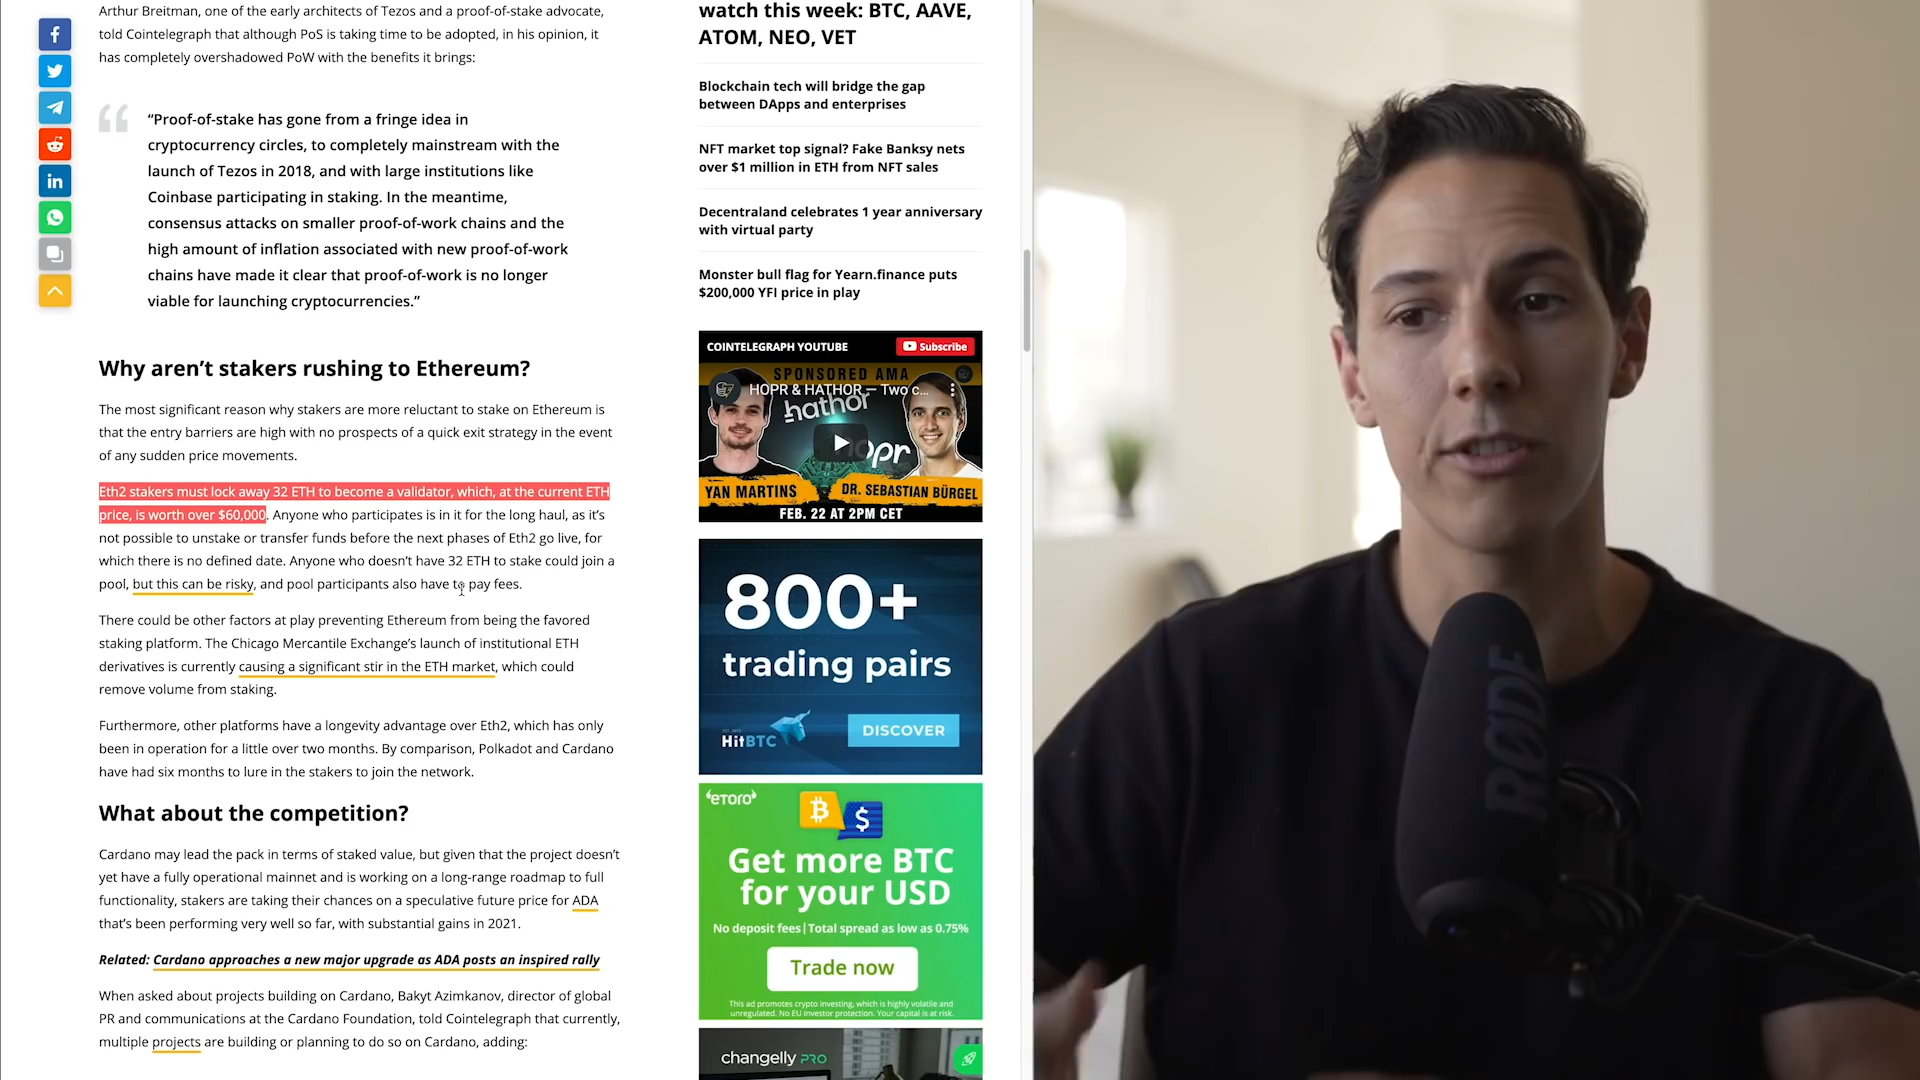 Arthur Breitman, one of the early architects of Tezos and a proof-of-stake advocate,
told Cointelegraph that although PoS is taking time to be adopted, in his opinion, it
has completely overshadowed PoW with the benefits it brings:
“Proof-of-stake has gone from a fringe idea in
cryptocurrency circles, to completely mainstream with the
launch of Tezos in 2018, and with large institutions like
Coinbase participating in staking. In the meantime,
consensus attacks on smaller proof-of-work chains and the
high amount of inflation associated with new proof-of-work
chains have made it clear that proof-of-work is no longer
viable for launching cryptocurrencies.”
Why aren’t stakers rushing to Ethereum?
The most significant reason why stakers are more reluctant to stake on Ethereum is
that the entry barriers are high with no prospects of a quick exit strategy in the event
of any sudden price movements.
Eth2 stakers must lock away 32 ETH to become a validator, which, at the current ETH
price, is worth over $60,000. Anyone who participates is in it for the long haul, as it’s
not possible to unstake or transfer funds before the next phases of Eth2 go live, for
which there is no defined date. Anyone who doesn’t have 32 ETH to stake could join a
pool, but this can be risky, and pool participants also have to pay fees.
There could be other factors at play preventing Ethereum from being the favored
staking platform. The Chicago Mercantile Exchange’s launch of institutional ETH
derivatives is currently causing a significant stir in the ETH market, which could
remove volume from staking.
Furthermore, other platforms have a longevity advantage over Eth2, which has only
been in operation for a little over two months. By comparison, Polkadot and Cardano
have had six months to lure in the stakers to join the network.
What about the competition?
Cardano may lead the pack in terms of staked value, but given that the project doesn’t
yet have a fully operational mainnet and is working on a long-range roadmap to full
functionality, stakers are taking their chances on a speculative future price for ADA
that’s been performing very well so far, with substantial gains in 2021.
Related: Cardano approaches a new major upgrade as ADA posts an inspired rally
When asked about projects building on Cardano, Bakyt Azimkanov, director of global
PR and communications at the Cardano Foundation, told Cointelegraph that currently,
multiple projects are building or planning to do so on Cardano, adding:
watch this week: BTC, AAVE,
ATOM, NEO, VET
Blockchain tech will bridge the gap
between DApps and enterprises
NFT market top signal? Fake Banksy nets
over $1 million in ETH from NFT sales
Decentraland celebrates 1 year anniversary
with virtual party
Monster bull flag for Yearn.finance puts
$200,000 YFI price in play
COINTELEGRAPH YOUTUBE
Subscribe
SPONSORED AMA
HOPR & HATHOR — Two c...
hathor
hopr
YAN MARTINS
DR. SEBASTIAN BÜRGEL
FEB. 22 AT 2PM CET
800+
trading pairs
HitBTC
DISCOVER
eToro
Get more BTC
for your USD
No deposit fees | Total spread as low as 0.75%
Trade now
This ad promotes crypto investing, which is highly volatile and
unregulated. No EU investor protection. Your capital is at risk.
changelly PRO
RØDE